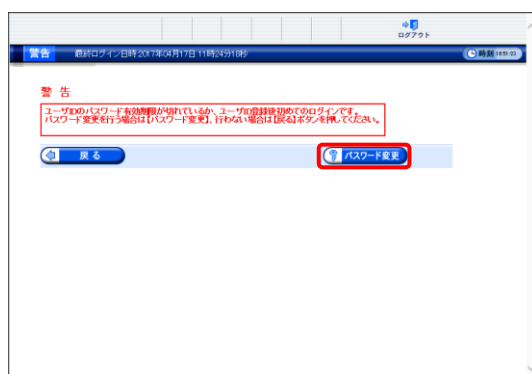 ログアウト
警告 最終ログイン日時 2017年04月17日 11時24分18秒 時刻
警 告
ユーザIDのパスワード有効期限が切れているか、ユーザID登録後初めてのログインです。
パスワード変更を行う場合は【パスワード変更】、行わない場合は【戻る】ボタンを押してください。
戻 る パスワード変更